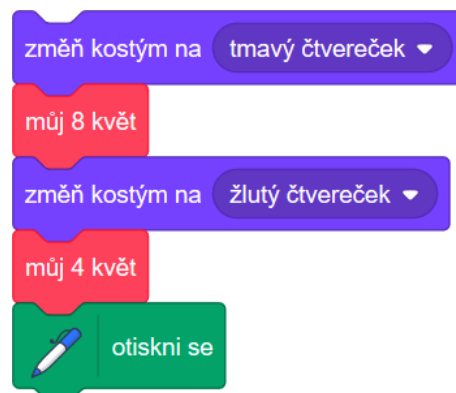 změň kostým na tmavý čtvereček
můj 8 květ
změň kostým na žlutý čtvereček
můj 4 květ
otiskni se